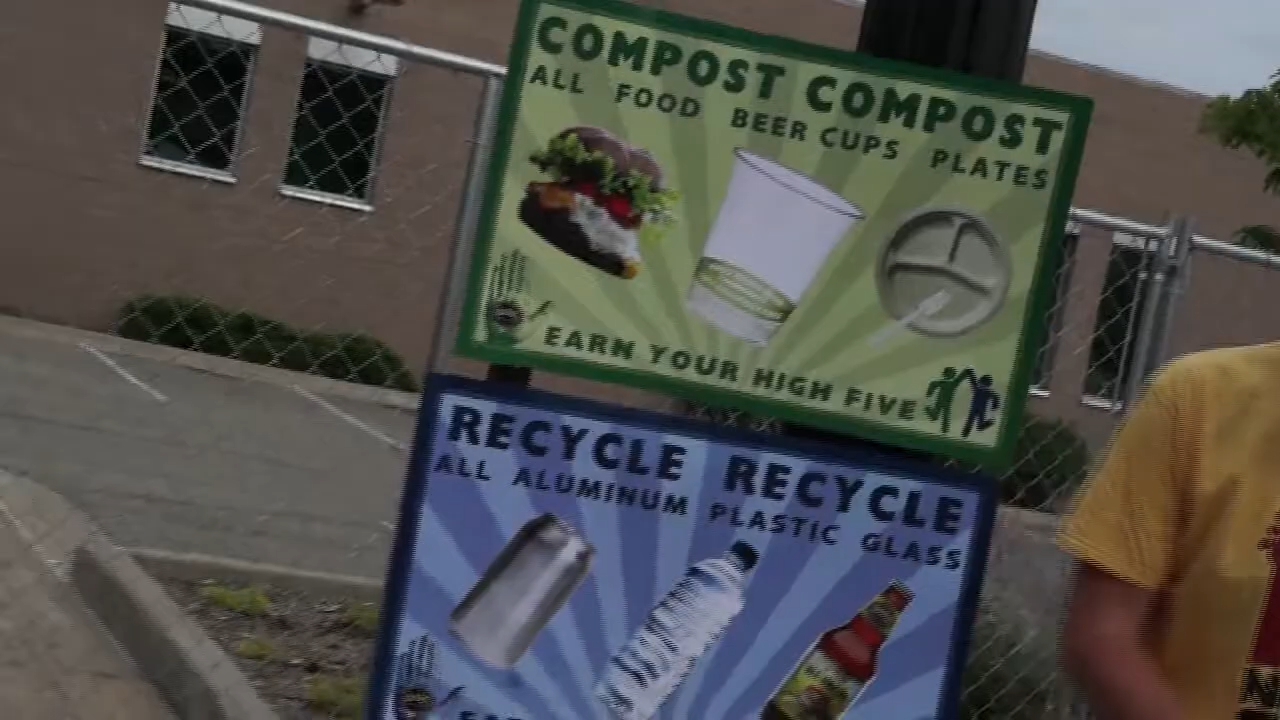 COMPOST COMPOST
ALL FOOD BEER CUPS PLATES
EARN YOUR HIGH FIVE
RECYCLE RECYCLE
ALL ALUMINUM PLASTIC GLASS